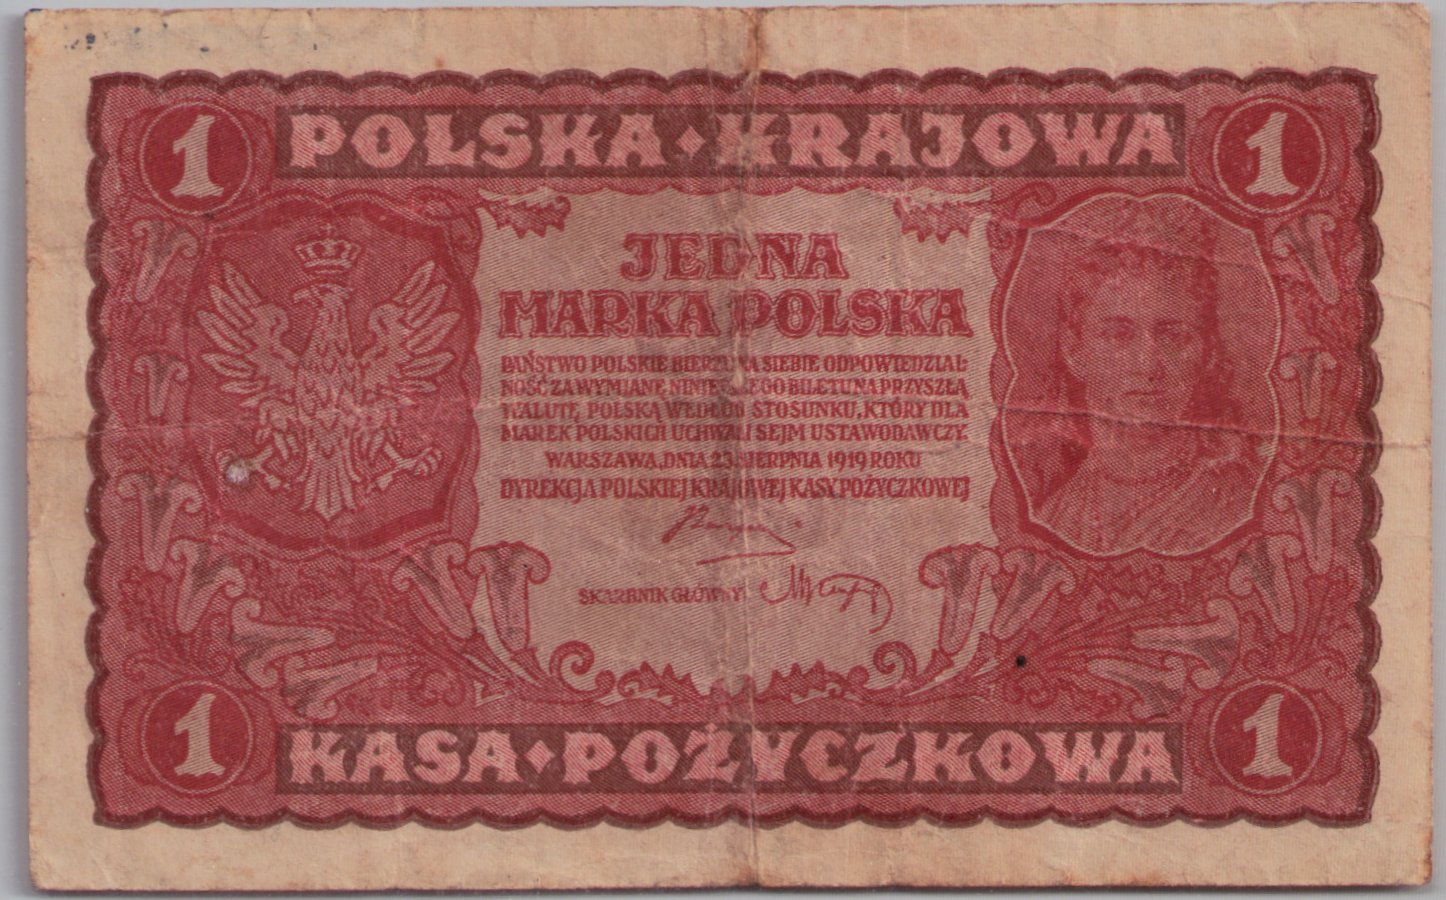 1 POLSKA·KRAJOWA 1
JEDNA
MARKA POLSKA
PAŃSTWO POLSKIE BIERZE NA SIEBIE ODPOWIEDZIAL-
NOŚĆ ZA WYMIANĘ NINIEJSZEGO BILETU NA PRZYSZŁĄ
WALUTĘ POLSKĄ WEDŁUG STOSUNKU, KTÓRY DLA
MAREK POLSKICH UCHWALI SEJM USTAWODAWCZY.
WARSZAWA, DNIA 23 SIERPNIA 1919 ROKU
DYREKCJA POLSKIEJ KRAJOWEJ KASY POŻYCZKOWEJ
SKARBNIK GŁÓWNY
1 KASA·POŻYCZKOWA 1